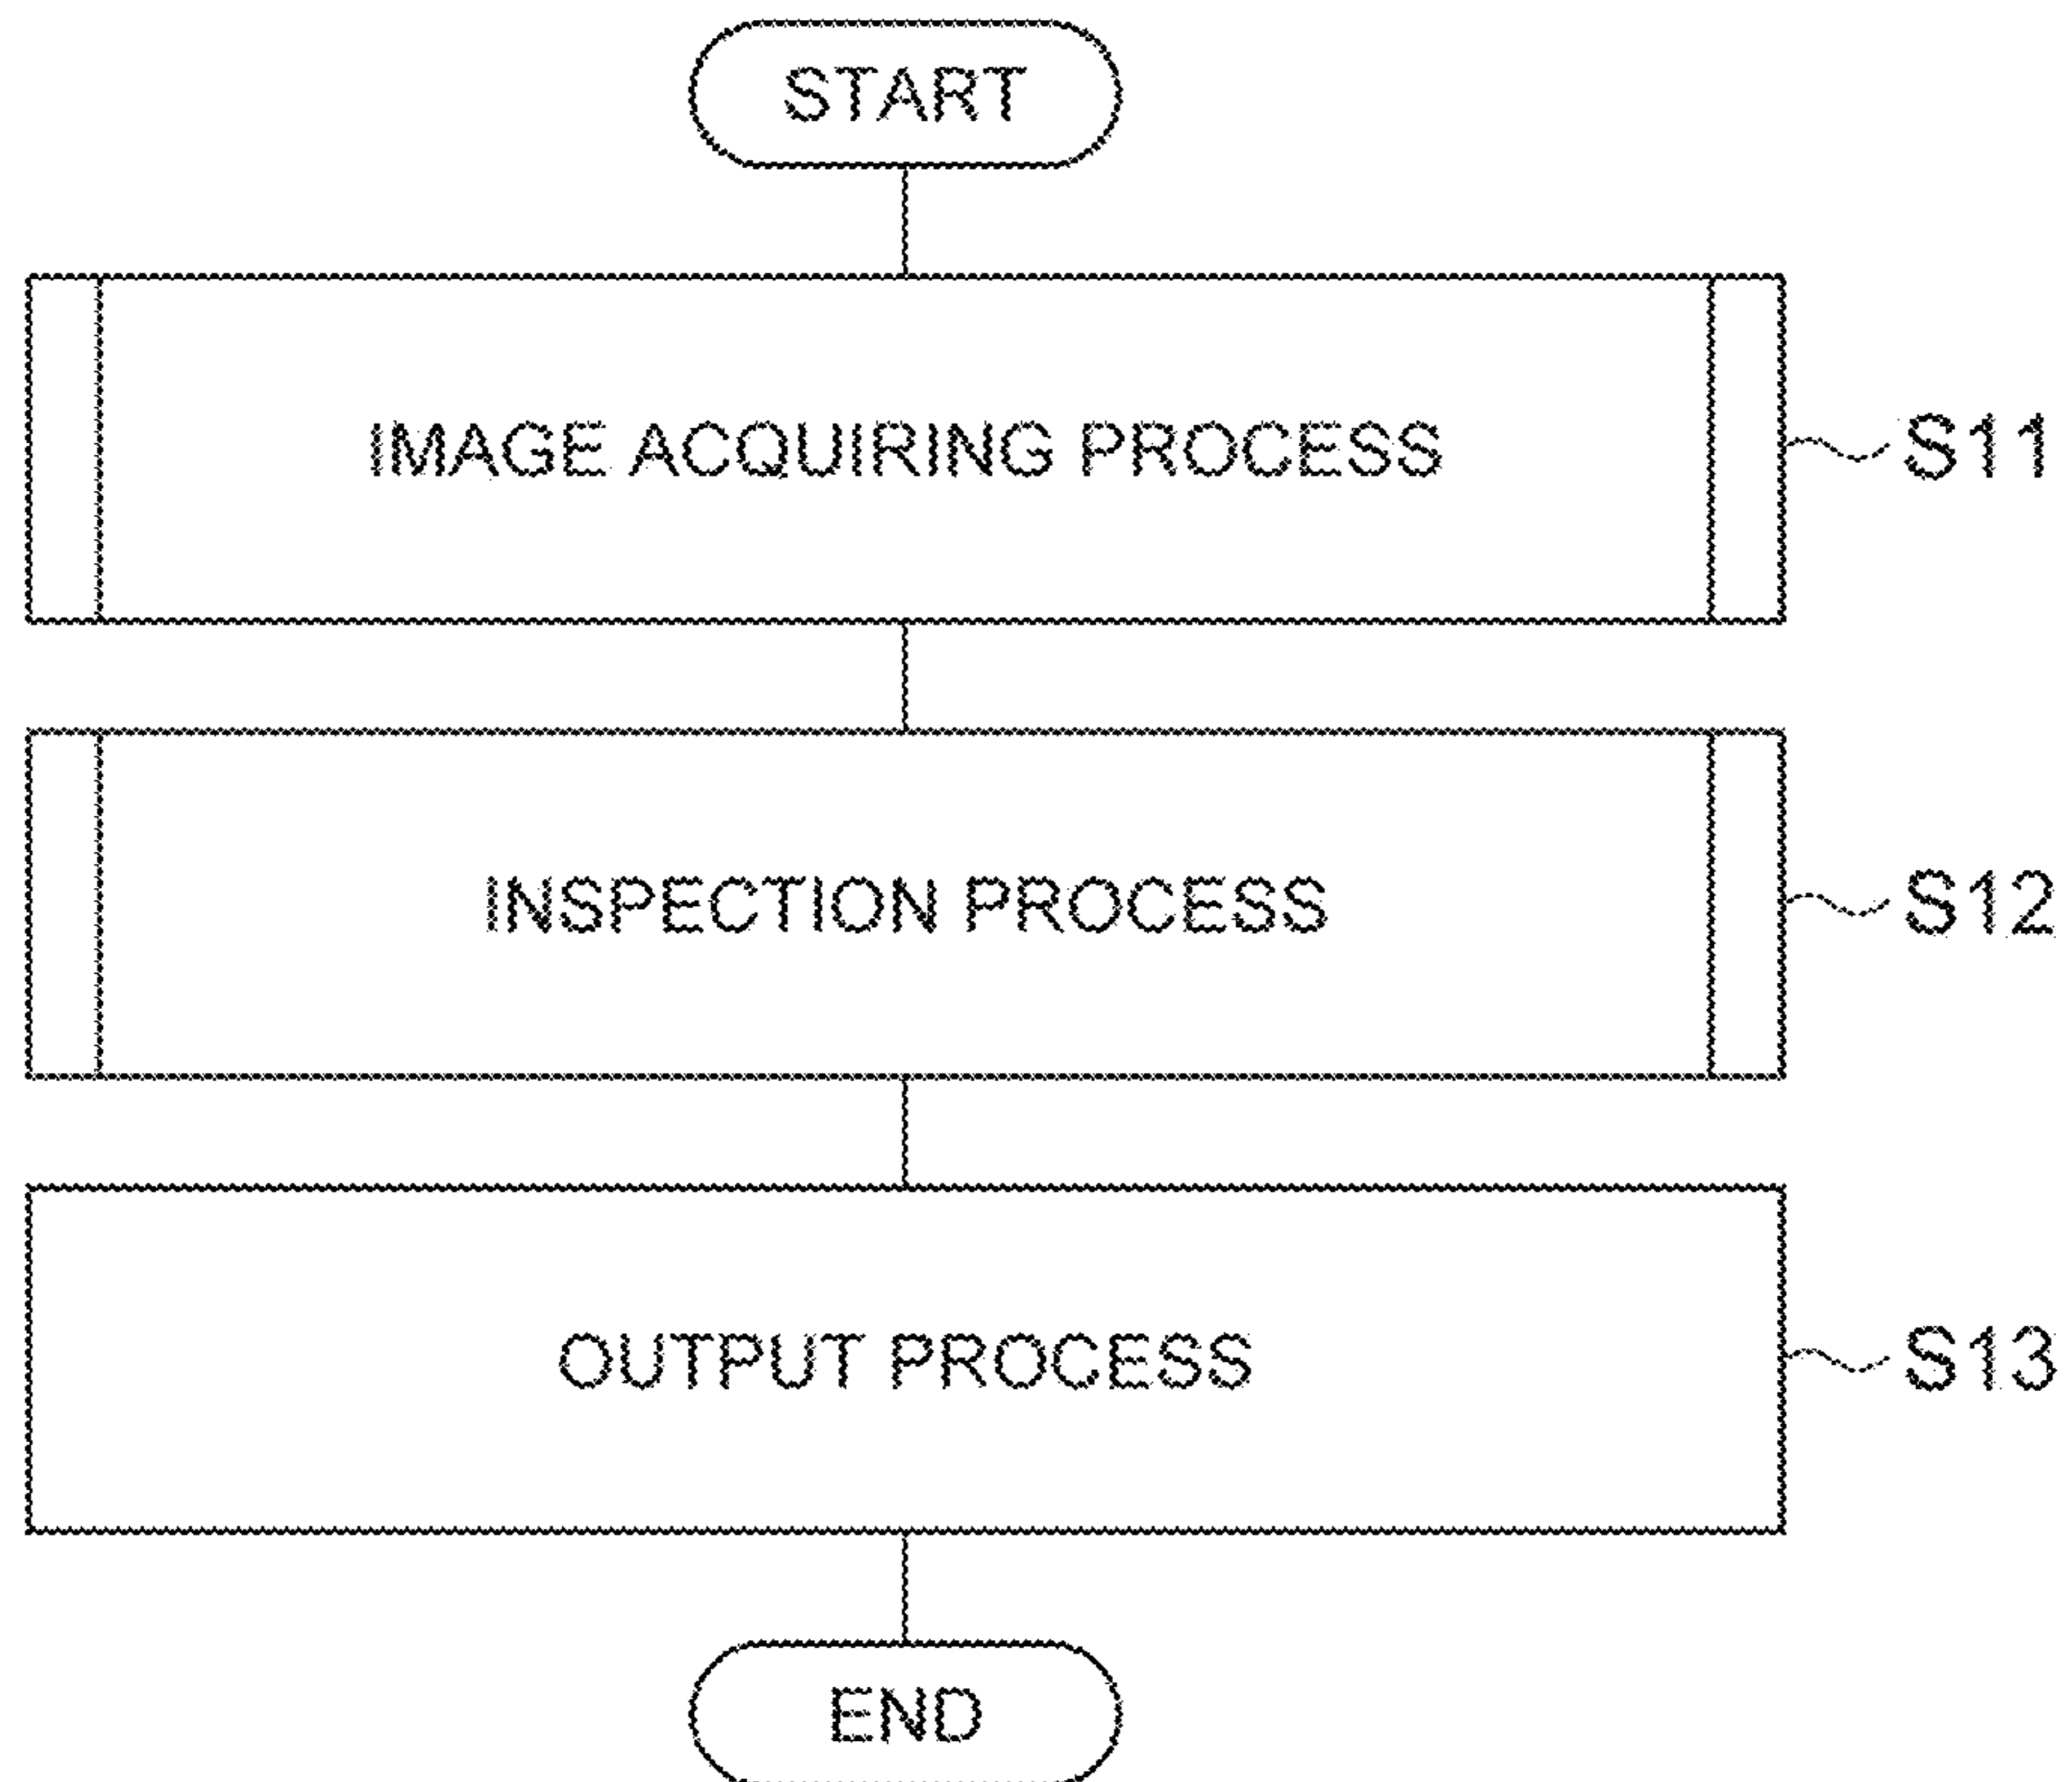 START
IMAGE ACQUIRING PROCESS
S11
INSPECTION PROCESS
S12
OUTPUT PROCESS
S13
END